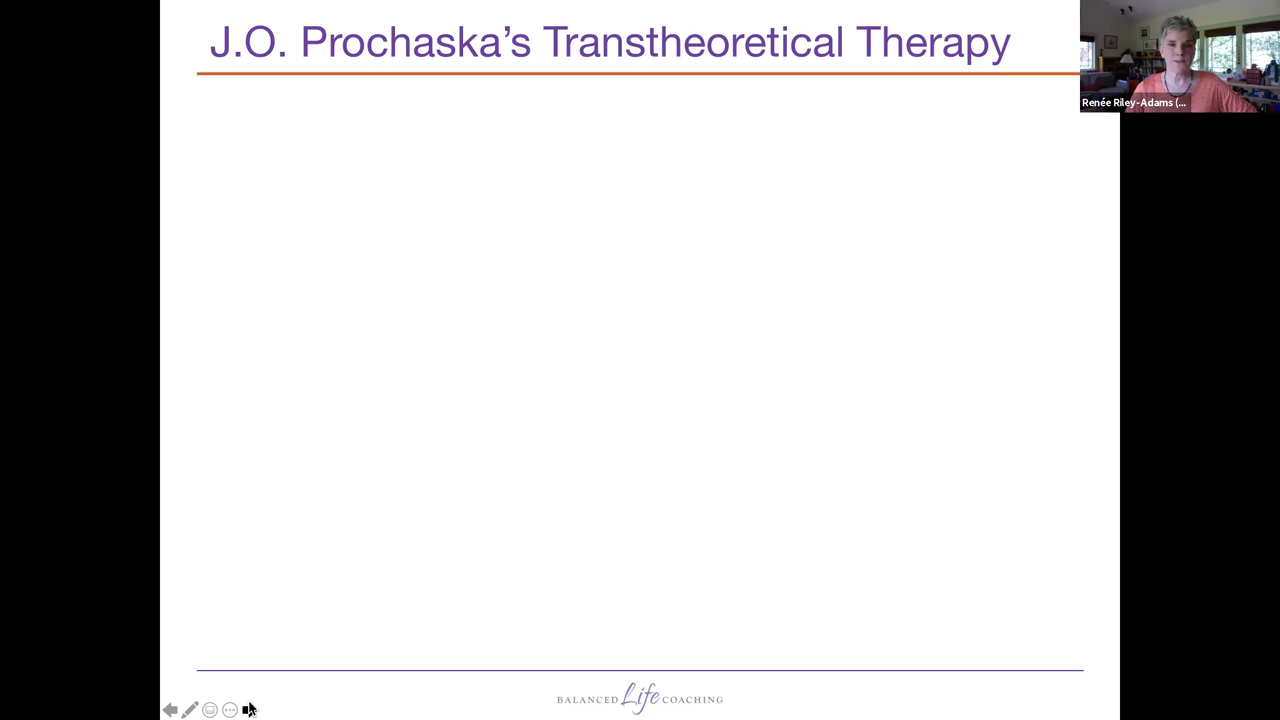 J.O. Prochaska’s Transtheoretical Therapy
Renée Riley-Adams (...
BALANCED Life COACHING